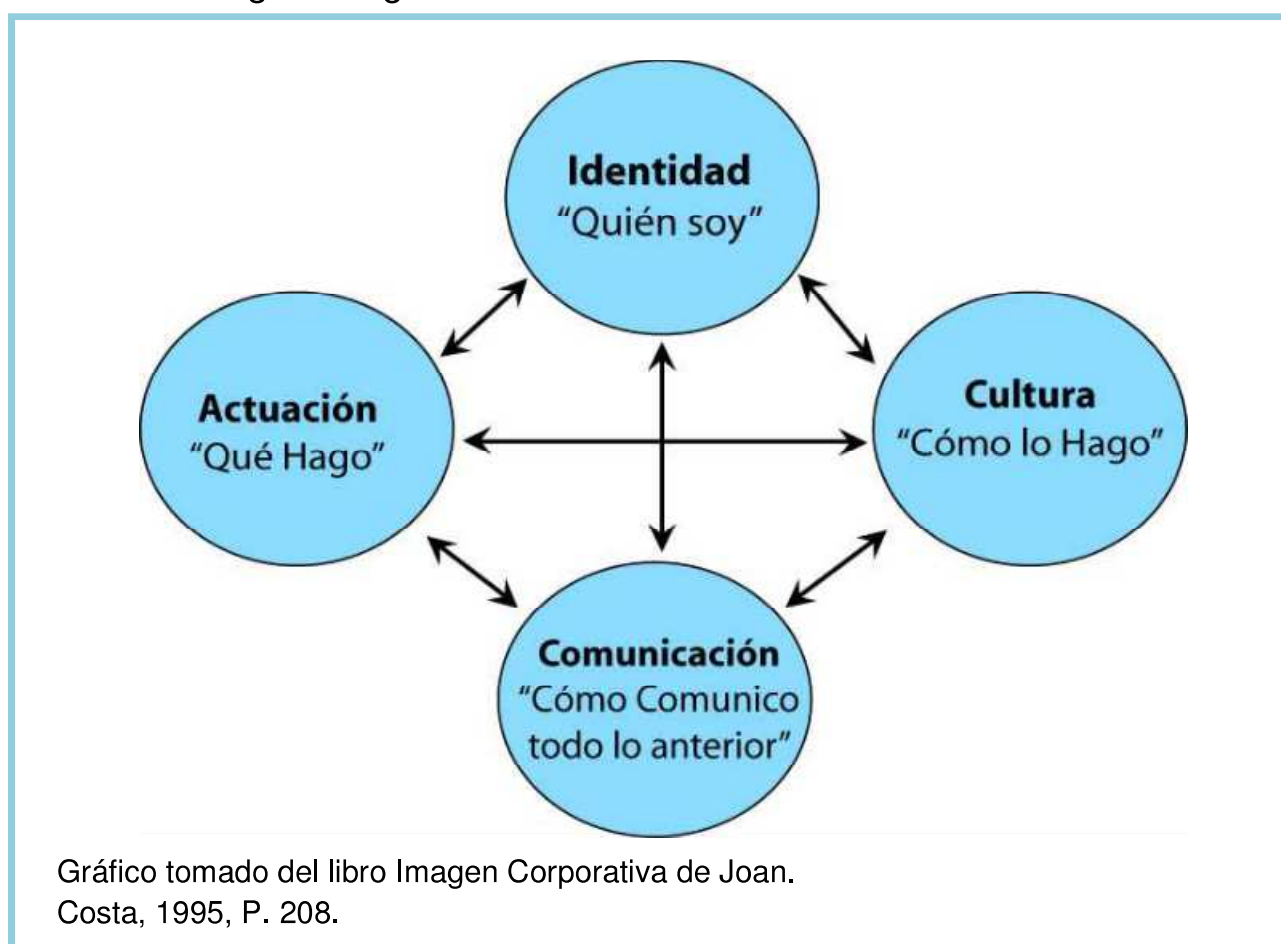 Identidad
“Quién soy”
Actuación
“Qué Hago”
Cultura
“Cómo lo Hago”
Comunicación
“Cómo Comunico
todo lo anterior”
Gráfico tomado del libro Imagen Corporativa de Joan.
Costa, 1995, P. 208.